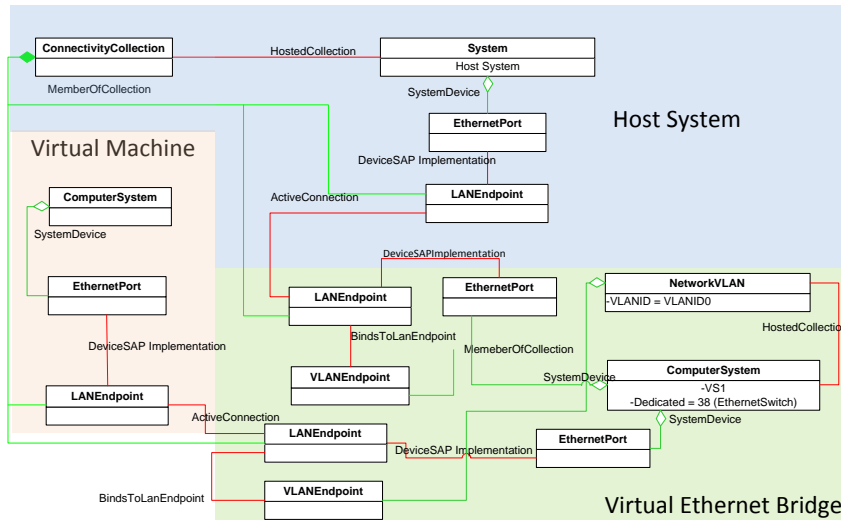 ConnectivityCollection
HostedCollection
System
Host System
MemberOfCollection
SystemDevice
EthernetPort
Host System
Virtual Machine
DeviceSAP Implementation
ComputerSystem
ActiveConnection
LANEndpoint
SystemDevice
DeviceSAPImplementation
EthernetPort
LANEndpoint
EthernetPort
NetworkVLAN
-VLANID = VLANID0
HostedCollection
BindsToLanEndpoint
DeviceSAP Implementation
MemeberOfCollection
VLANEndpoint
SystemDevice
ComputerSystem
-VS1
-Dedicated = 38 (EthernetSwitch)
LANEndpoint
ActiveConnection
SystemDevice
LANEndpoint
DeviceSAP Implementation
EthernetPort
BindsToLanEndpoint
VLANEndpoint
Virtual Ethernet Bridge